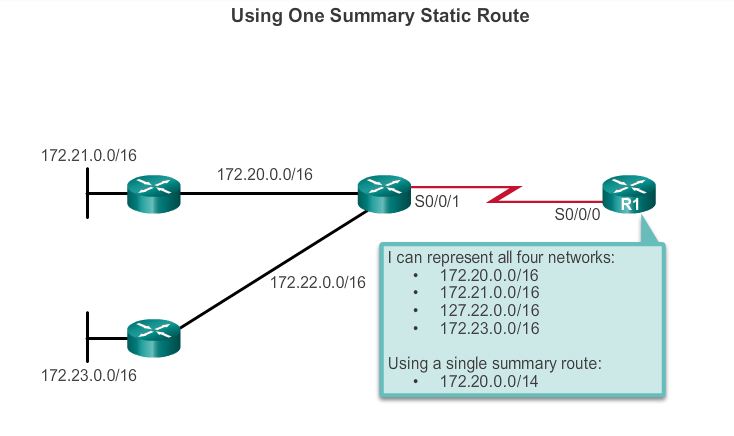 Using One Summary Static Route
172.21.0.0/16
172.20.0.0/16
S0/0/1
R1
S0/0/0
172.22.0.0/16
172.23.0.0/16
I can represent all four networks:
• 172.20.0.0/16
• 172.21.0.0/16
• 127.22.0.0/16
• 172.23.0.0/16
Using a single summary route:
• 172.20.0.0/14